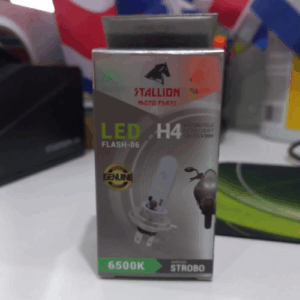 STALLION
MOTO PARTS
LED H4
FLASH-06
GENUINE
6500K
STROBO